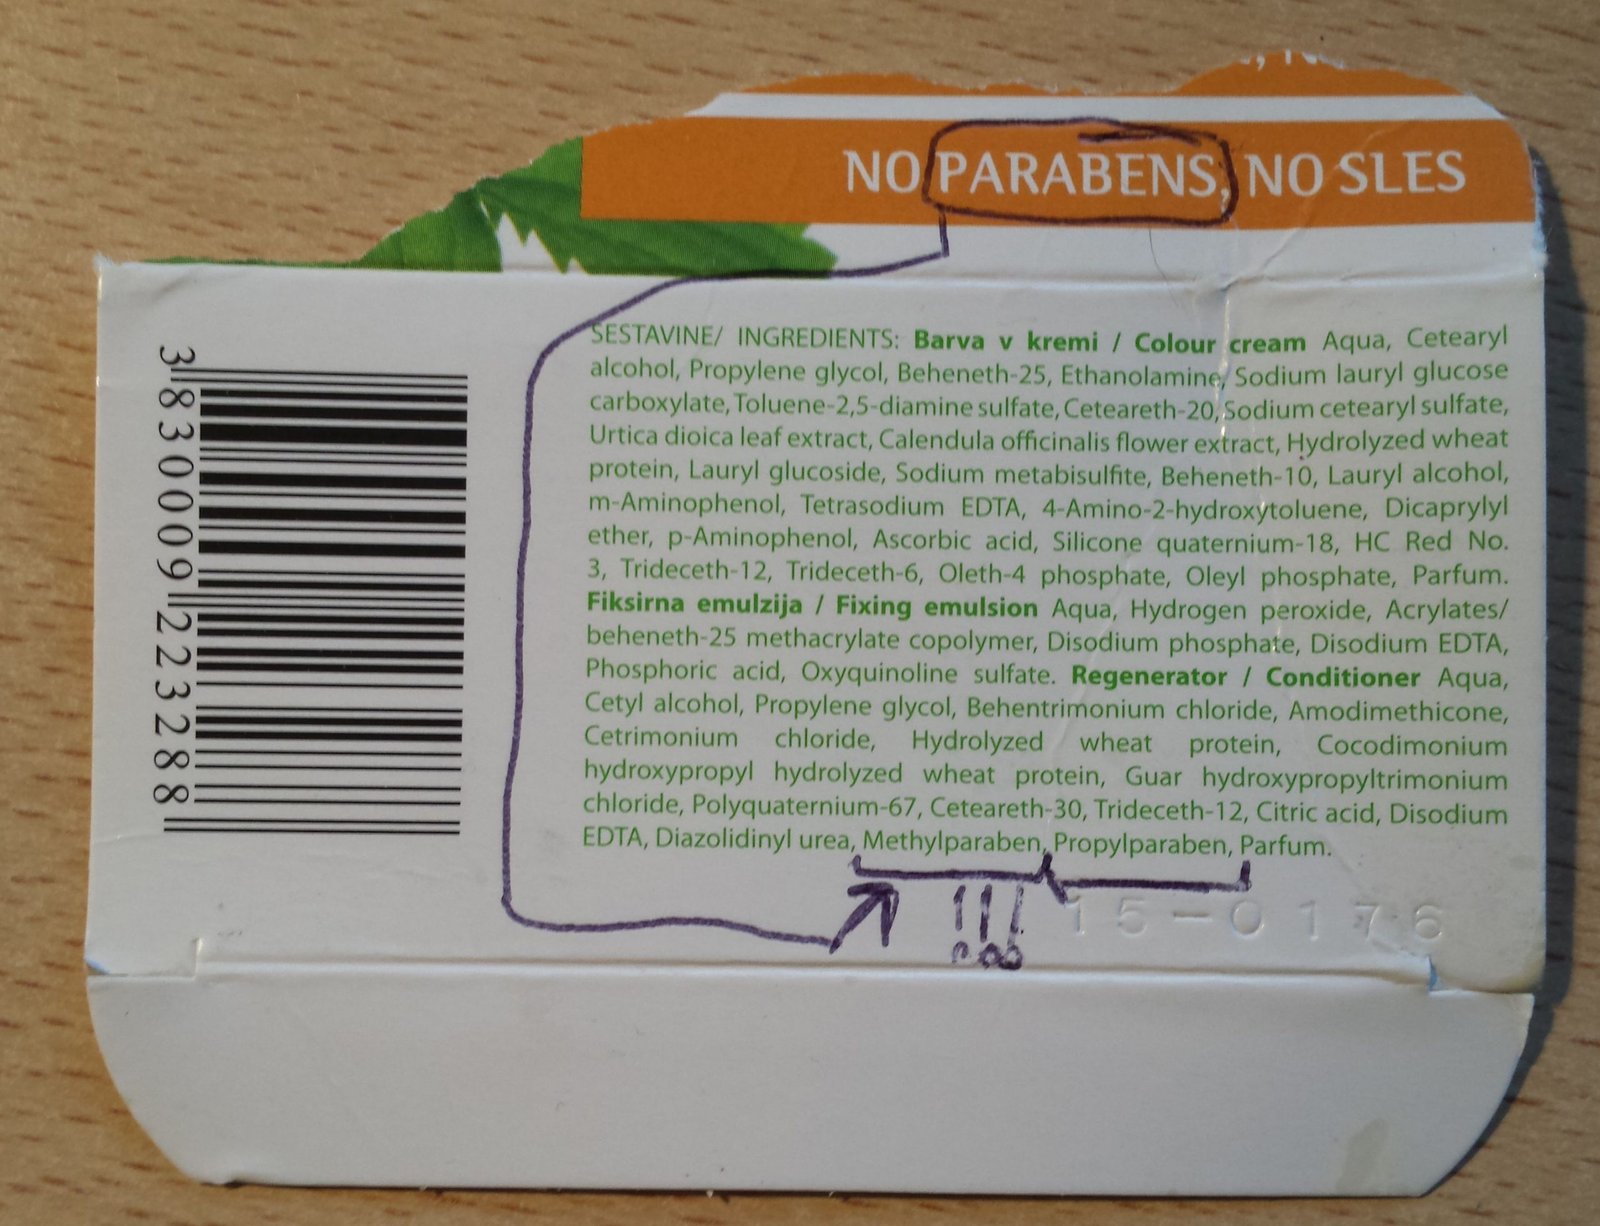 NO PARABENS, NO SLES
SESTAVINE/ INGREDIENTS: Barva v kremi / Colour cream Aqua, Cetearyl
alcohol, Propylene glycol, Beheneth-25, Ethanolamine, Sodium lauryl glucose
carboxylate, Toluene-2,5-diamine sulfate, Ceteareth-20, Sodium cetearyl sulfate,
Urtica dioica leaf extract, Calendula officinalis flower extract, Hydrolyzed wheat
protein, Lauryl glucoside, Sodium metabisulfite, Beheneth-10, Lauryl alcohol,
m-Aminophenol, Tetrasodium EDTA, 4-Amino-2-hydroxytoluene, Dicaprylyl
ether, p-Aminophenol, Ascorbic acid, Silicone quaternium-18, HC Red No.
3, Trideceth-12, Trideceth-6, Oleth-4 phosphate, Oleyl phosphate, Parfum.
Fiksirna emulzija / Fixing emulsion Aqua, Hydrogen peroxide, Acrylates/
beheneth-25 methacrylate copolymer, Disodium phosphate, Disodium EDTA,
Phosphoric acid, Oxyquinoline sulfate. Regenerator / Conditioner Aqua,
Cetyl alcohol, Propylene glycol, Behentrimonium chloride, Amodimethicone,
Cetrimonium chloride, Hydrolyzed wheat protein, Cocodimonium
hydroxypropyl hydrolyzed wheat protein, Guar hydroxypropyltrimonium
chloride, Polyquaternium-67, Ceteareth-30, Trideceth-12, Citric acid, Disodium
EDTA, Diazolidinyl urea, Methylparaben, Propylparaben, Parfum.
!!!
15-0176
3830009223288